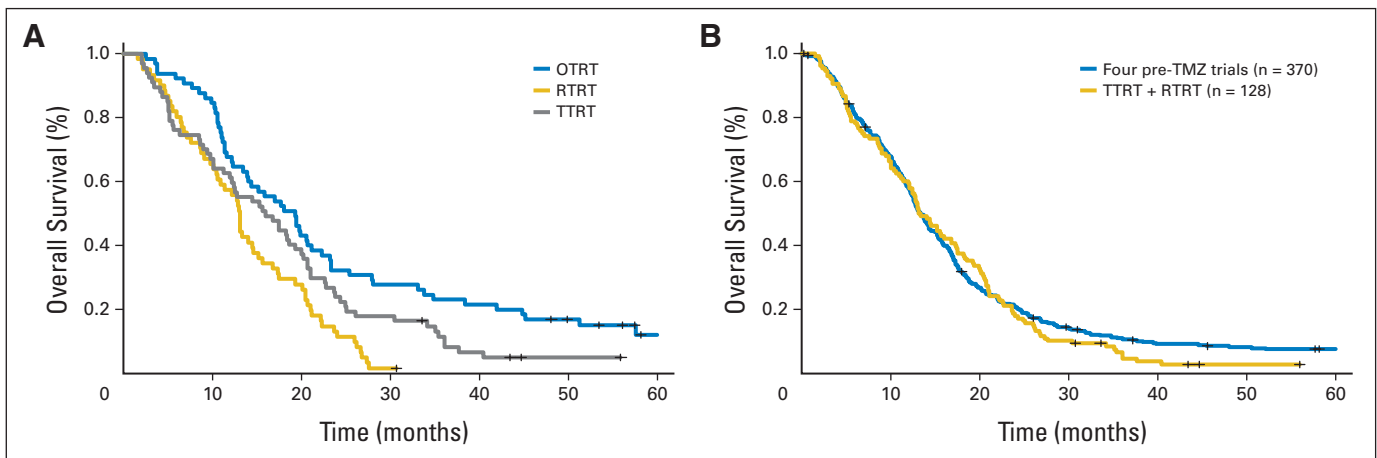 A
Overall Survival (%)
1.0
0.8
0.6
0.4
0.2
0
10
20
30
40
50
60
Time (months)
OTRT
RTRT
TTRT
B
Overall Survival (%)
1.0
0.8
0.6
0.4
0.2
0
10
20
30
40
50
60
Time (months)
Four pre-TMZ trials (n = 370)
TTRT + RTRT (n = 128)